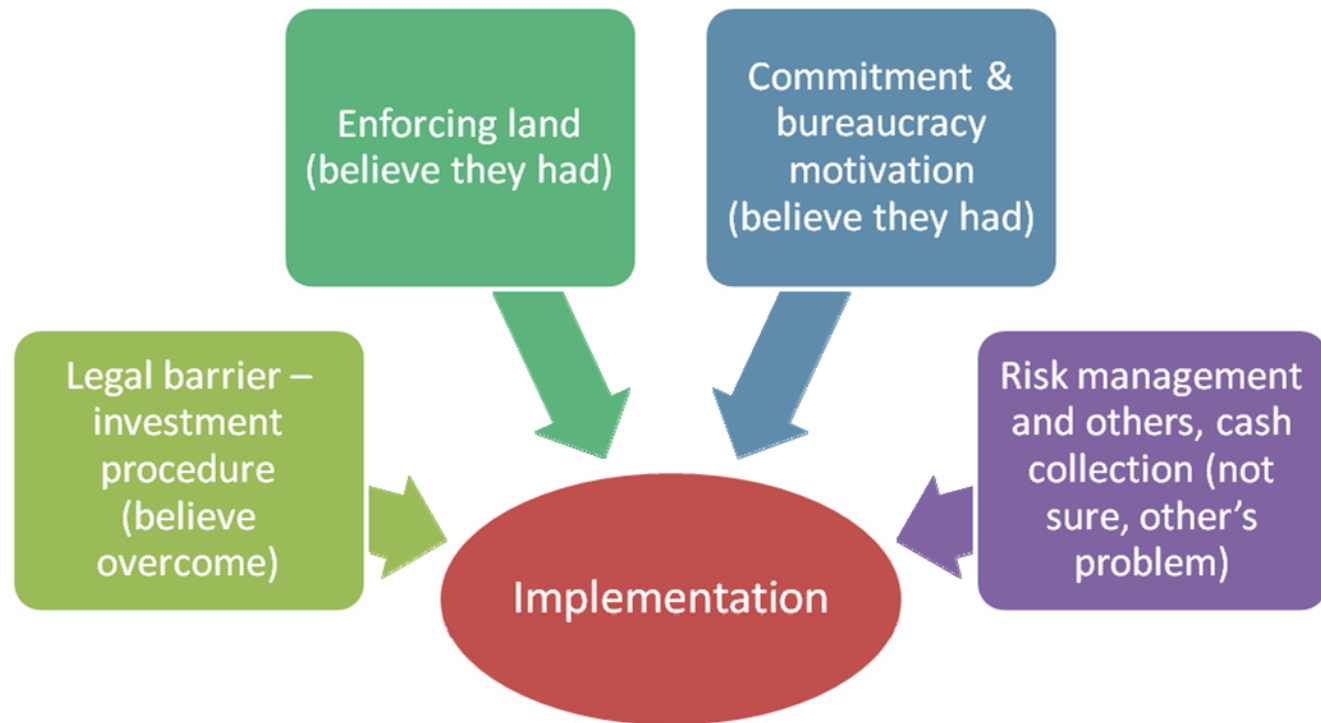 Enforcing land
(believe they had)
Commitment &
bureaucracy
motivation
(believe they had)
Legal barrier –
investment
procedure
(believe
overcome)
Risk management
and others, cash
collection (not
sure, other’s
problem)
Implementation